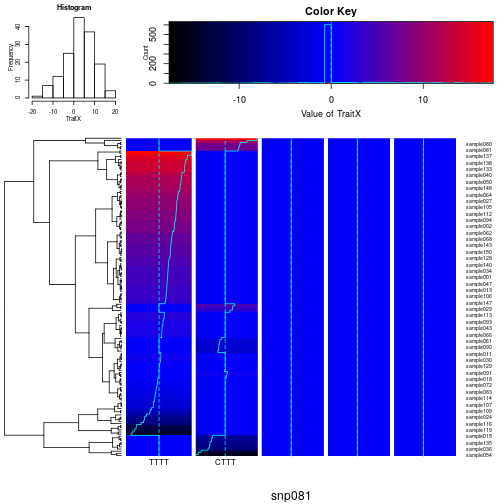 Histogram
Frequency
0 10 20 30 40
-20 -10 0 10 20
TraitX
Color Key
Count
0 200 500
-10 0 10
Value of TraitX
sample080
sample081
sample137
sample138
sample133
sample040
sample050
sample148
sample064
sample027
sample105
sample112
sample094
sample002
sample062
sample068
sample143
sample150
sample128
sample140
sample034
sample001
sample047
sample013
sample106
sample147
sample029
sample113
sample093
sample043
sample066
sample061
sample090
sample011
sample030
sample129
sample091
sample018
sample072
sample083
sample114
sample107
sample109
sample024
sample116
sample119
sample015
sample135
sample036
sample054
TTTT CTTT
snp081